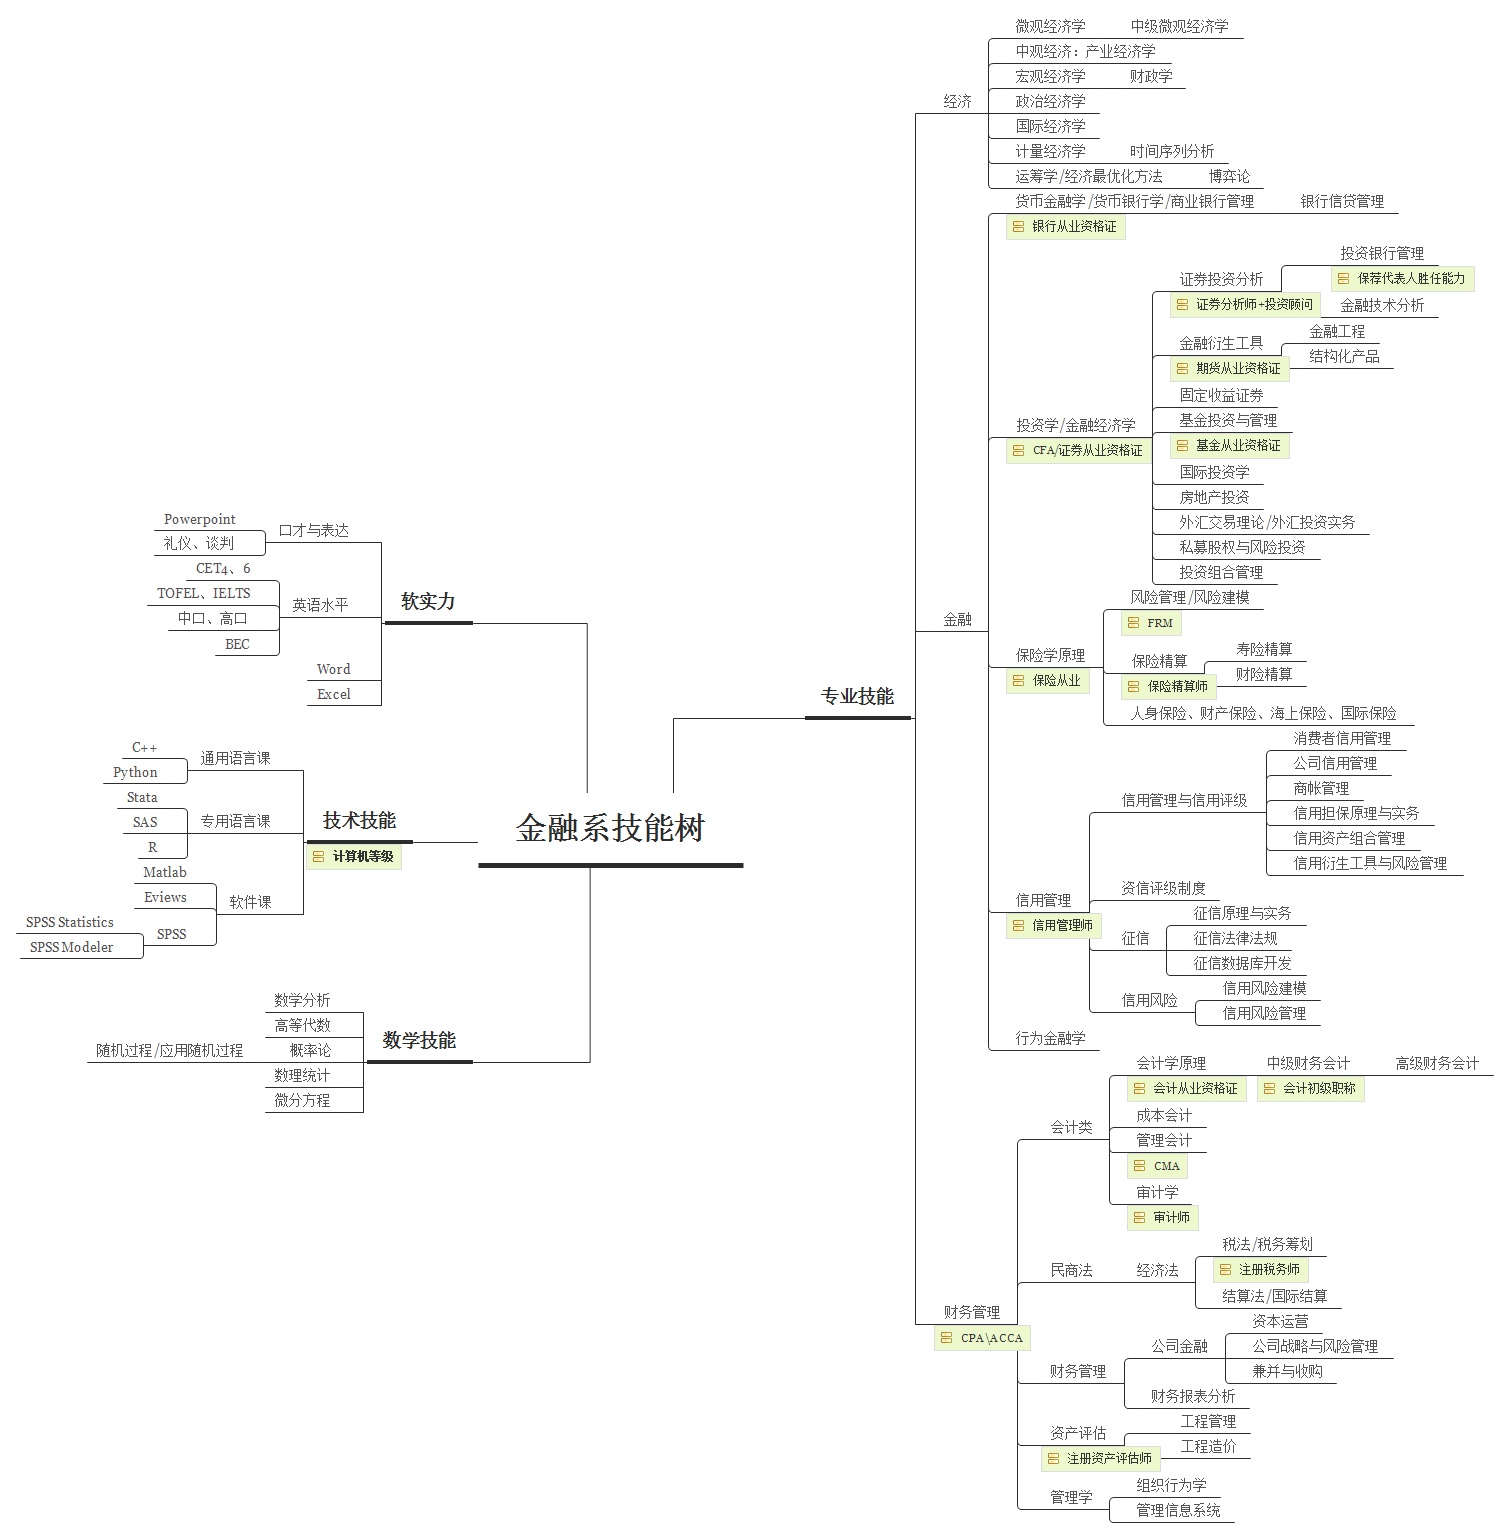 金融系技能树
软实力
口才与表达
Powerpoint
礼仪、谈判
英语水平
CET4、6
TOFEL、IELTS
中口、高口
BEC
Word
Excel
技术技能
计算机等级
通用语言课
C++
Python
专用语言课
Stata
SAS
R
软件课
Matlab
Eviews
SPSS
SPSS Statistics
SPSS Modeler
数学技能
数学分析
高等代数
概率论
随机过程/应用随机过程
数理统计
微分方程
专业技能
经济
微观经济学
中级微观经济学
中观经济：产业经济学
宏观经济学
财政学
政治经济学
国际经济学
计量经济学
时间序列分析
运筹学/经济最优化方法
博弈论
金融
货币金融学/货币银行学/商业银行管理
银行信贷管理
银行从业资格证
投资学/金融经济学
CFA/证券从业资格证
证券投资分析
证券分析师+投资顾问
投资银行管理
保荐代表人胜任能力
金融技术分析
金融衍生工具
期货从业资格证
金融工程
结构化产品
固定收益证券
基金投资与管理
基金从业资格证
国际投资学
房地产投资
外汇交易理论/外汇投资实务
私募股权与风险投资
投资组合管理
保险学原理
保险从业
风险管理/风险建模
FRM
保险精算
保险精算师
寿险精算
财险精算
人身保险、财产保险、海上保险、国际保险
信用管理
信用管理师
信用管理与信用评级
消费者信用管理
公司信用管理
商帐管理
信用担保原理与实务
信用资产组合管理
信用衍生工具与风险管理
资信评级制度
征信
征信原理与实务
征信法律法规
征信数据库开发
信用风险
信用风险建模
信用风险管理
行为金融学
财务管理
CPA\ACCA
会计类
会计学原理
会计从业资格证
中级财务会计
会计初级职称
高级财务会计
成本会计
管理会计
CMA
审计学
审计师
民商法
经济法
税法/税务筹划
注册税务师
结算法/国际结算
财务管理
公司金融
资本运营
公司战略与风险管理
兼并与收购
财务报表分析
资产评估
注册资产评估师
工程管理
工程造价
管理学
组织行为学
管理信息系统